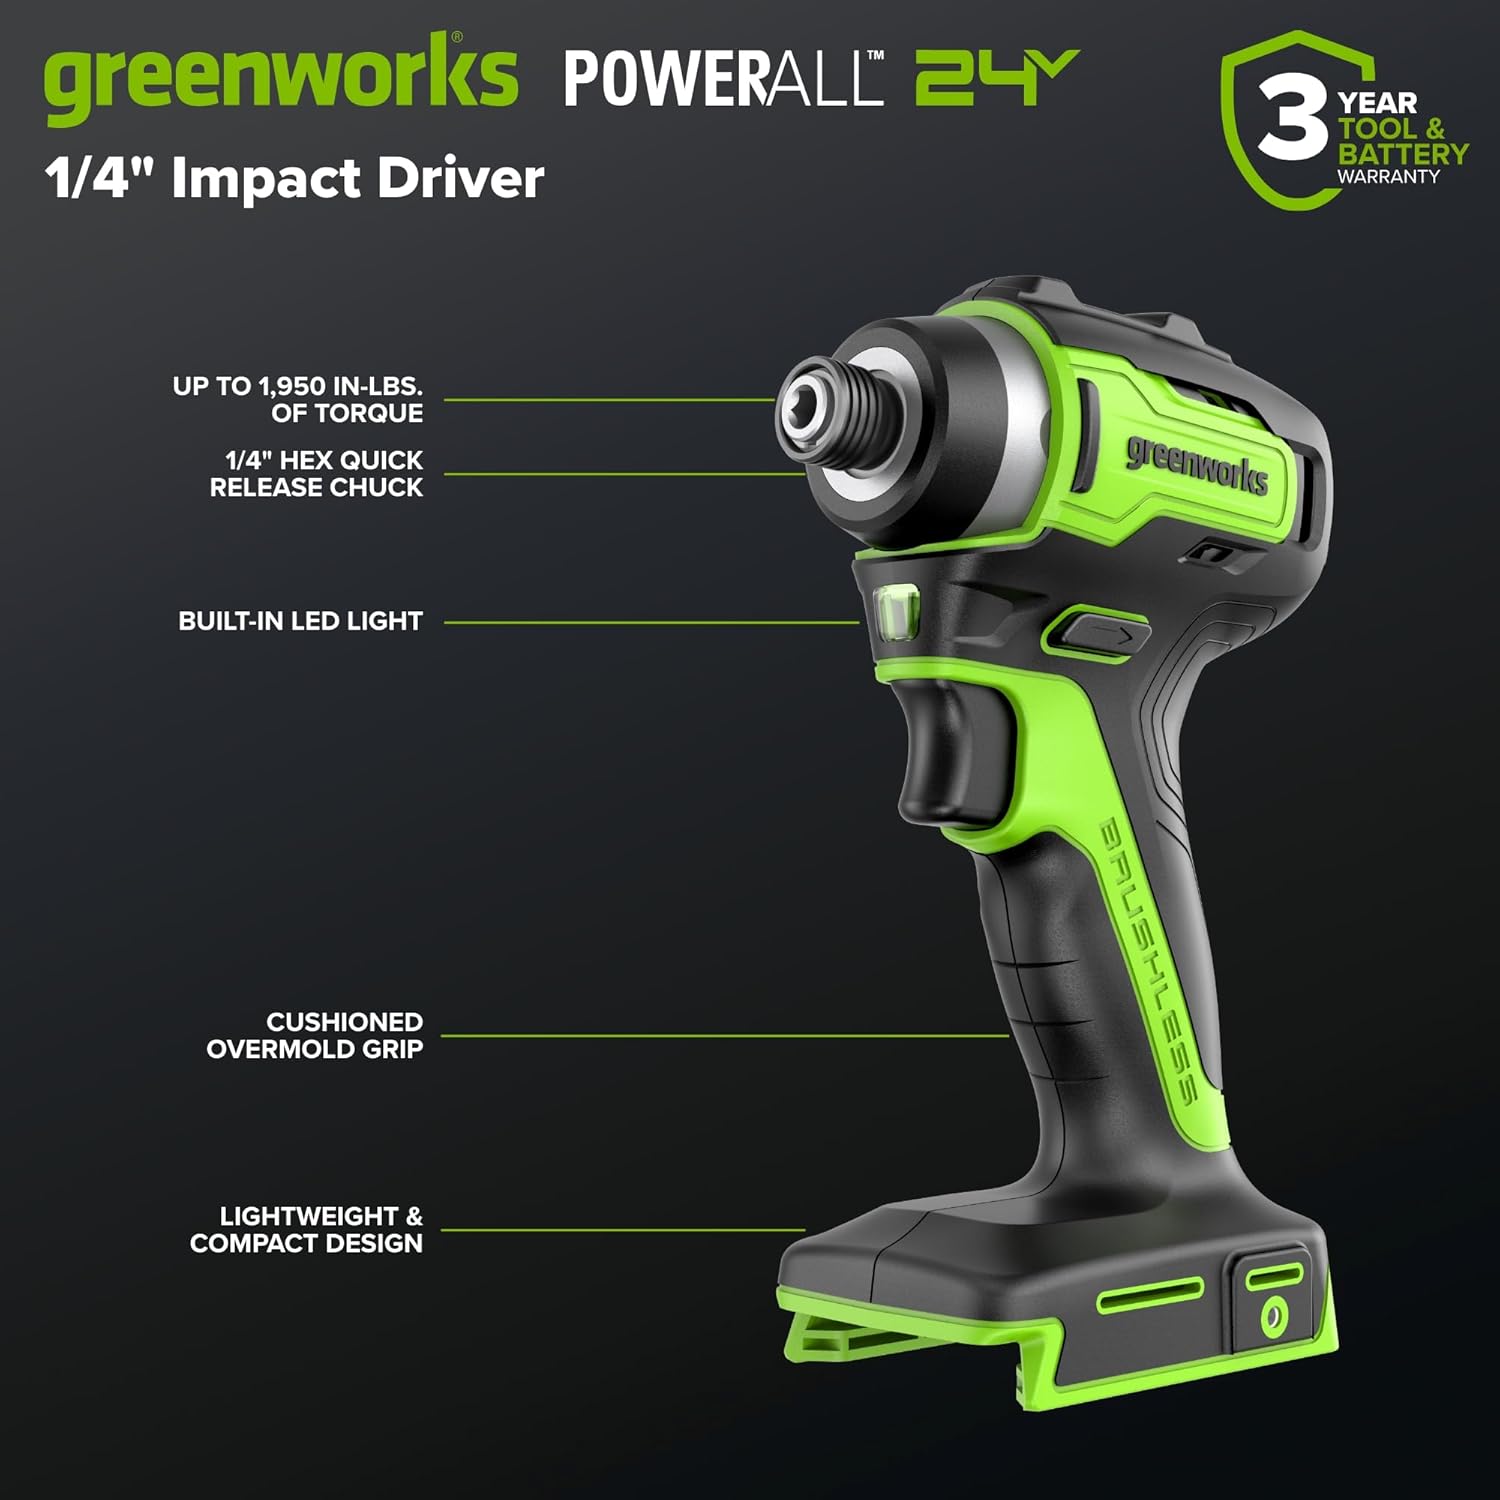 greenworks® POWERALL™ 24V
1/4" Impact Driver
3 YEAR
TOOL &
BATTERY
WARRANTY
UP TO 1,950 IN-LBS.
OF TORQUE
1/4" HEX QUICK
RELEASE CHUCK
BUILT-IN LED LIGHT
CUSHIONED
OVERMOLD GRIP
LIGHTWEIGHT &
COMPACT DESIGN
greenworks
BRUSHLESS